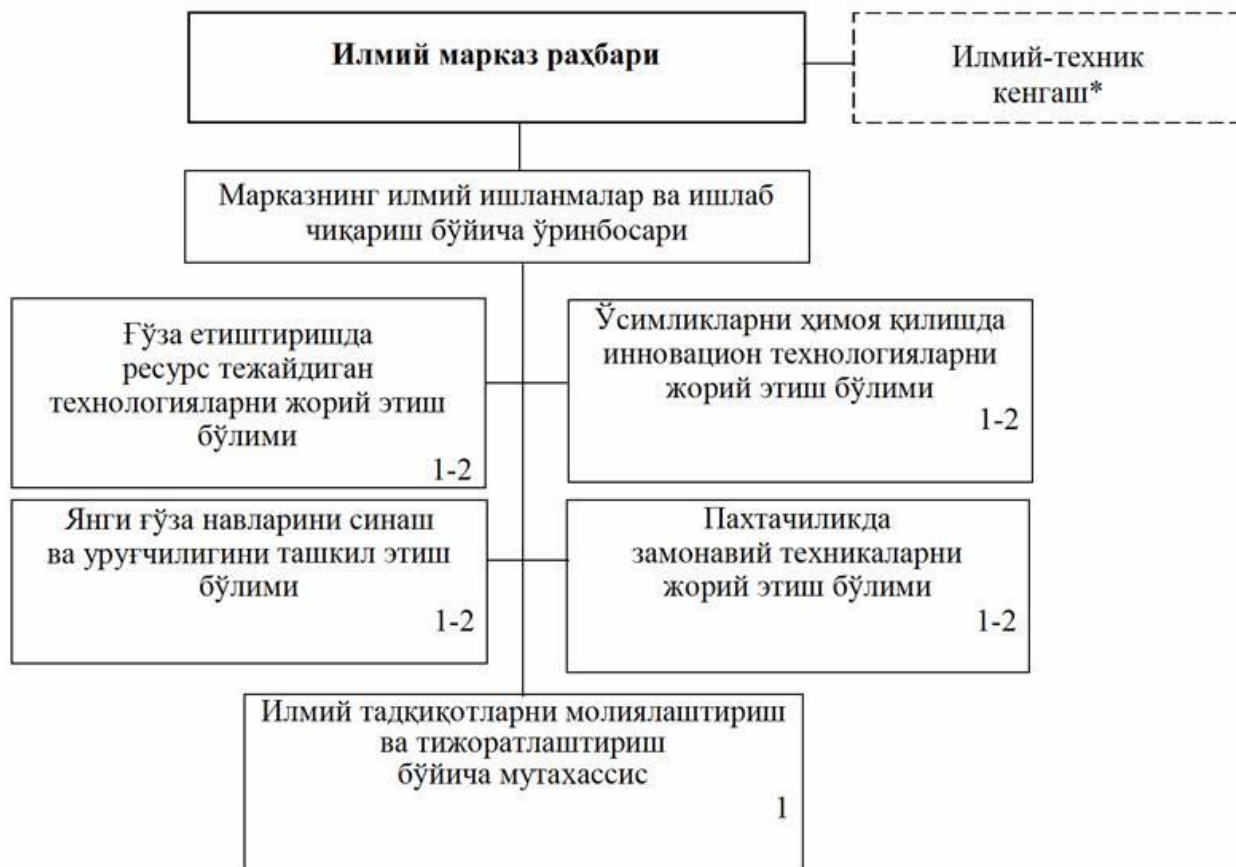 Илмий марказ раҳбари
Илмий-техник
кенгаш*
Марказнинг илмий ишланмалар ва ишлаб
чиқариш бўйича ўринбосари
Ғўза етиштиришда
ресурс тежайдиган
технологияларни жорий этиш
бўлими
1-2
Ўсимликларни ҳимоя қилишда
инновацион технологияларни
жорий этиш бўлими
1-2
Янги ғўза навларини синаш
ва уруғчилигини ташкил этиш
бўлими
1-2
Пахтачиликда
замонавий техникаларни
жорий этиш бўлими
1-2
Илмий тадқиқотларни молиялаштириш
ва тижоратлаштириш
бўйича мутахассис
1